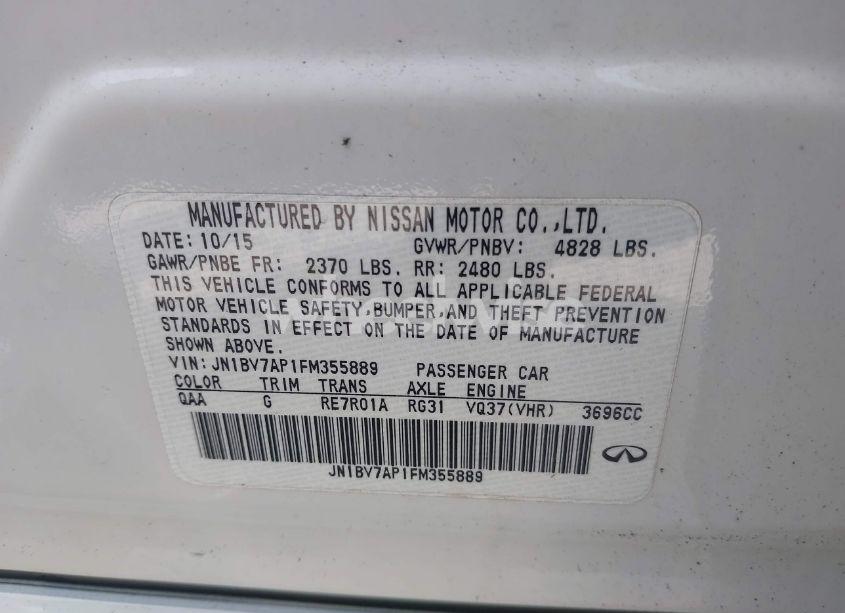 MANUFACTURED BY NISSAN MOTOR CO.,LTD.
DATE: 10/15 GVWR/PNBV: 4828 LBS.
GAWR/PNBE FR: 2370 LBS. RR: 2480 LBS.
THIS VEHICLE CONFORMS TO ALL APPLICABLE FEDERAL
MOTOR VEHICLE SAFETY,BUMPER,AND THEFT PREVENTION
STANDARDS IN EFFECT ON THE DATE OF MANUFACTURE
SHOWN ABOVE.
VIN: JN1BV7AP1FM355889 PASSENGER CAR
COLOR TRIM TRANS AXLE ENGINE
QAA G RE7R01A RG31 VQ37(VHR) 3696CC
JN1BV7AP1FM355889